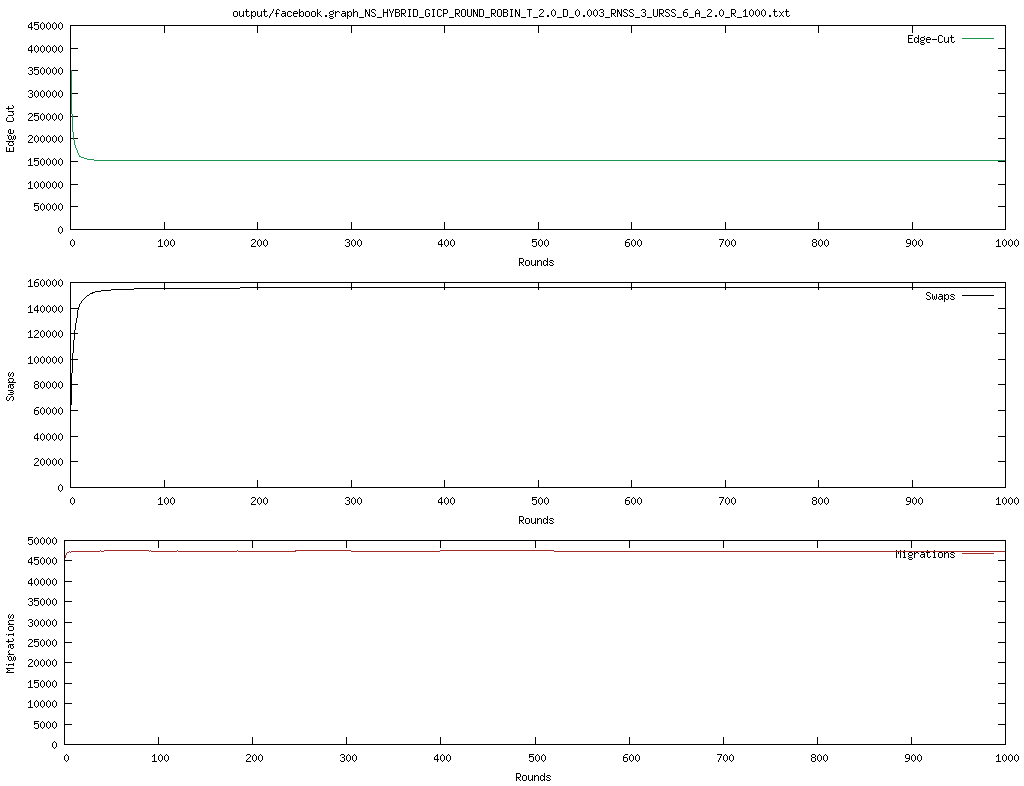 output/facebook.graph_NS_HYBRID_GICP_ROUND_ROBIN_T_2.0_D_0.003_RNSS_3_URSS_6_A_2.0_R_1000.txt
Edge-Cut
Edge Cut
450000
400000
350000
300000
250000
200000
150000
100000
50000
0
0 100 200 300 400 500 600 700 800 900 1000
Rounds
Swaps
Swaps
160000
140000
120000
100000
80000
60000
40000
20000
0
0 100 200 300 400 500 600 700 800 900 1000
Rounds
Migrations
Migrations
50000
45000
40000
35000
30000
25000
20000
15000
10000
5000
0
0 100 200 300 400 500 600 700 800 900 1000
Rounds